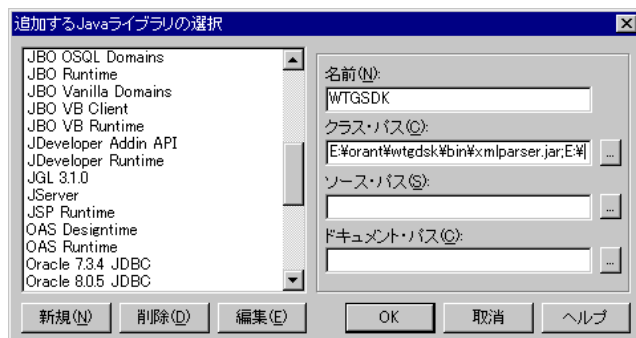 追加するJavaライブラリの選択
JBO OSQL Domains
JBO Runtime
JBO Vanilla Domains
JBO VB Client
JBO VB Runtime
JDeveloper Addin API
JDeveloper Runtime
JGL 3.1.0
JServer
JSP Runtime
OAS Designtime
OAS Runtime
Oracle 7.3.4 JDBC
Oracle 8.0.5 JDBC
名前(N):
WTGSDK
クラス・パス(C):
E:¥orant¥wtgdsk¥bin¥xmlparser.jar;E:¥
...
ソース・パス(S):
...
ドキュメント・パス(C):
...
新規(N) 削除(D) 編集(E) OK 取消 ヘルプ